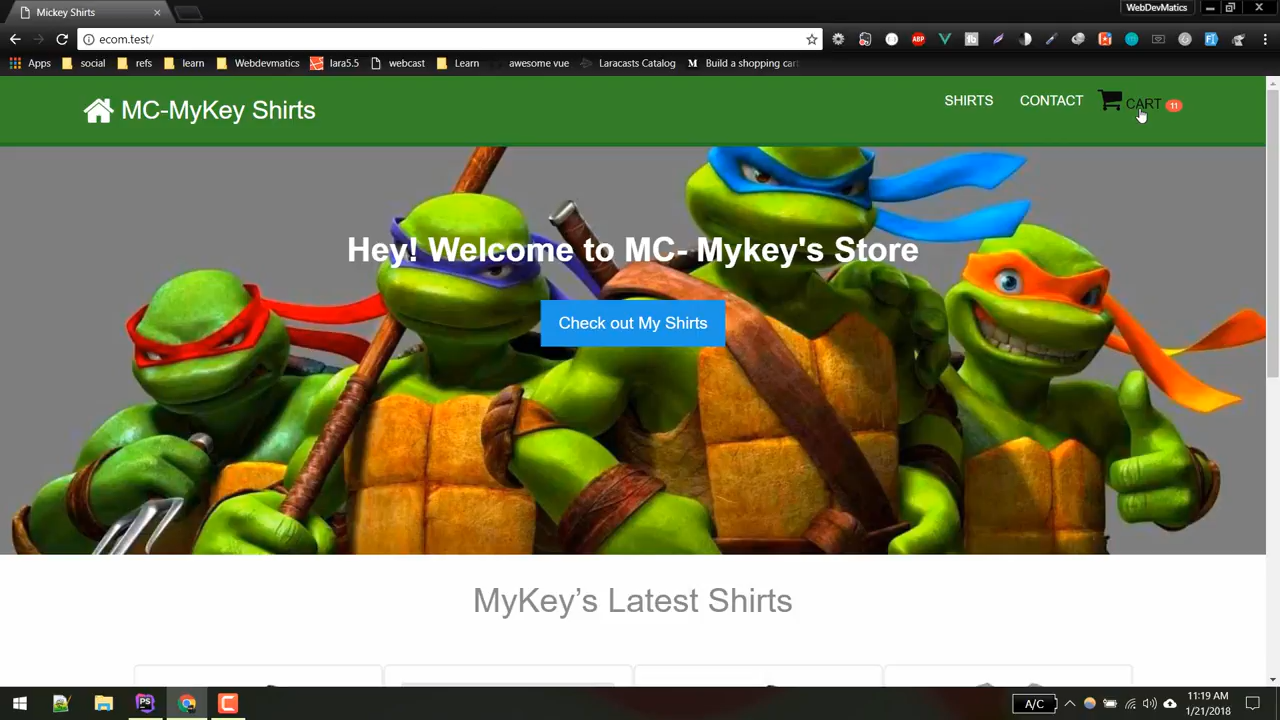 Mickey Shirts
WebDevMatics
ecom.test/
Apps social refs learn Webdevmatics lara5.5 webcast Learn awesome vue Laracasts Catalog Build a shopping cart
MC-MyKey Shirts
SHIRTS CONTACT CART 11
Hey! Welcome to MC- Mykey's Store
Check out My Shirts
MyKey’s Latest Shirts
A/C
11:19 AM
1/21/2018